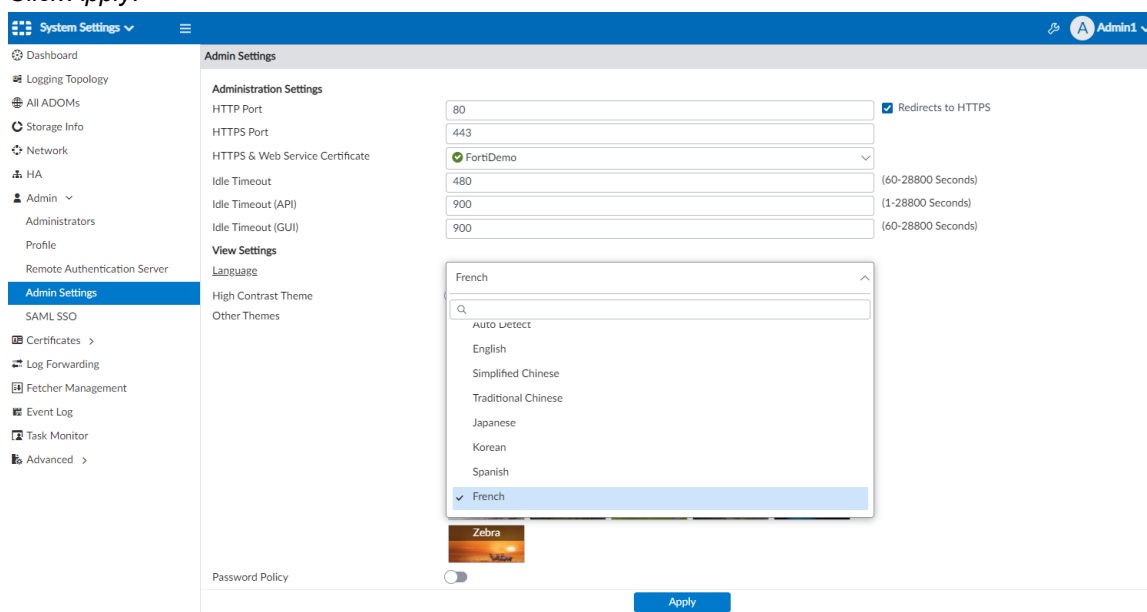 Click Apply.
System Settings
A Admin1
Dashboard
Logging Topology
All ADOMs
Storage Info
Network
HA
Admin
Administrators
Profile
Remote Authentication Server
Admin Settings
SAML SSO
Certificates
Log Forwarding
Fetcher Management
Event Log
Task Monitor
Advanced
Admin Settings
Administration Settings
HTTP Port 80 Redirects to HTTPS
HTTPS Port 443
HTTPS & Web Service Certificate FortiDemo
Idle Timeout 480 (60-28800 Seconds)
Idle Timeout (API) 900 (1-28800 Seconds)
Idle Timeout (GUI) 900 (60-28800 Seconds)
View Settings
Language French
High Contrast Theme
Other Themes
Auto Detect
English
Simplified Chinese
Traditional Chinese
Japanese
Korean
Spanish
French
Zebra
Password Policy
Apply